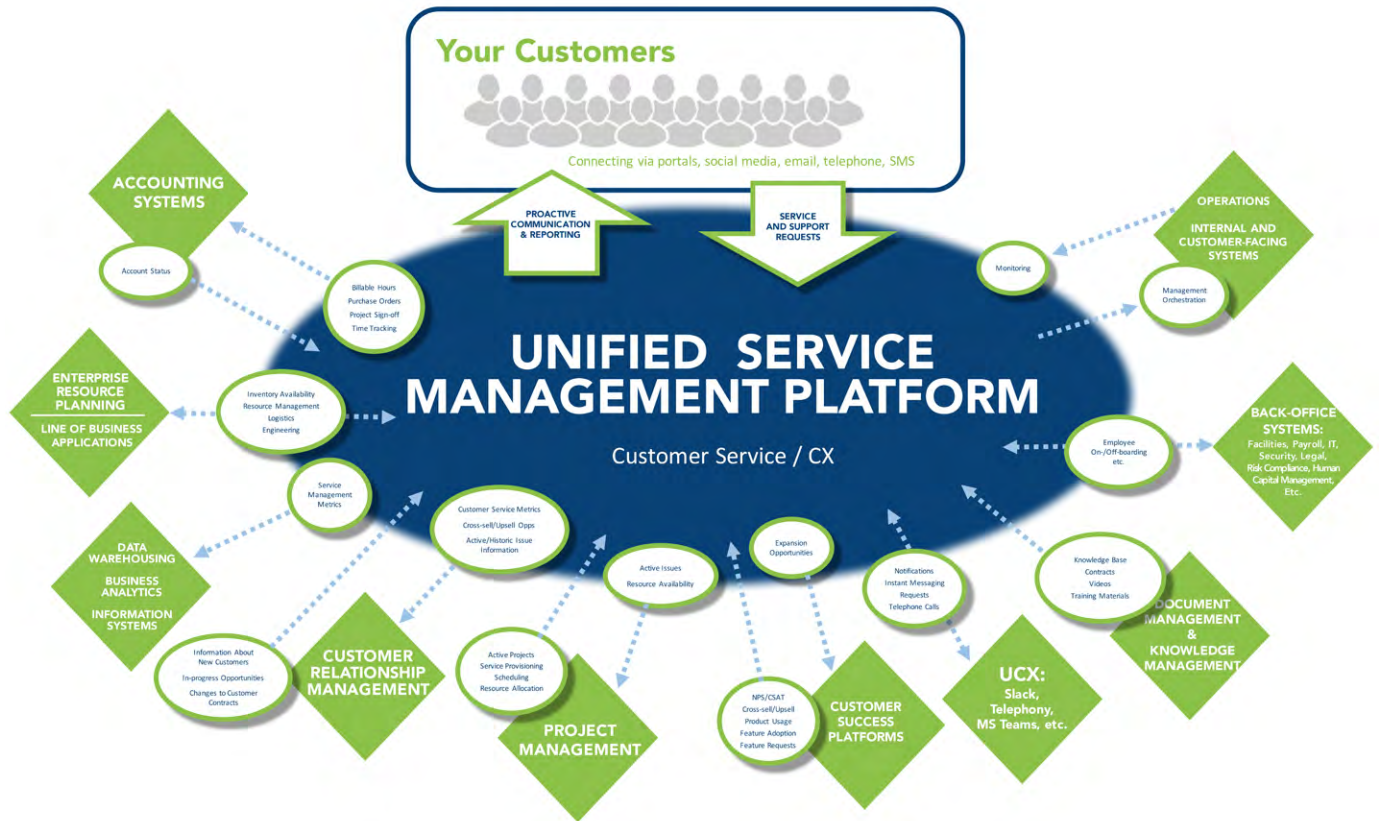 Your Customers
Connecting via portals, social media, email, telephone, SMS
PROACTIVE
COMMUNICATION
& REPORTING
SERVICE
AND SUPPORT
REQUESTS
ACCOUNTING
SYSTEMS
Account Status
Billable Hours
Purchase Orders
Project Sign-off
Time Tracking
OPERATIONS
INTERNAL AND
CUSTOMER-FACING
SYSTEMS
Monitoring
Management
Orchestration
UNIFIED SERVICE
MANAGEMENT PLATFORM
Customer Service / CX
ENTERPRISE
RESOURCE
PLANNING
LINE OF BUSINESS
APPLICATIONS
Inventory Availability
Resource Management
Logistics
Engineering
Employee
On-/Off-boarding
etc.
BACK-OFFICE
SYSTEMS:
Facilities, Payroll, IT,
Security, Legal,
Risk Compliance, Human
Capital Management,
Etc.
Service
Management
Metrics
DATA
WAREHOUSING
BUSINESS
ANALYTICS
INFORMATION
SYSTEMS
Customer Service Metrics
Cross-sell/Upsell Opps
Active/Historic Issue
Information
Information About
New Customers
In-progress Opportunities
Changes to Customer
Contracts
CUSTOMER
RELATIONSHIP
MANAGEMENT
Active Issues
Resource Availability
Active Projects
Service Provisioning
Scheduling
Resource Allocation
PROJECT
MANAGEMENT
Expansion
Opportunities
NPS/CSAT
Cross-sell/Upsell
Product Usage
Feature Adoption
Feature Requests
CUSTOMER
SUCCESS
PLATFORMS
Notifications
Instant Messaging
Requests
Telephone Calls
UCX:
Slack,
Telephony,
MS Teams, etc.
Knowledge Base
Contracts
Videos
Training Materials
DOCUMENT
MANAGEMENT
&
KNOWLEDGE
MANAGEMENT